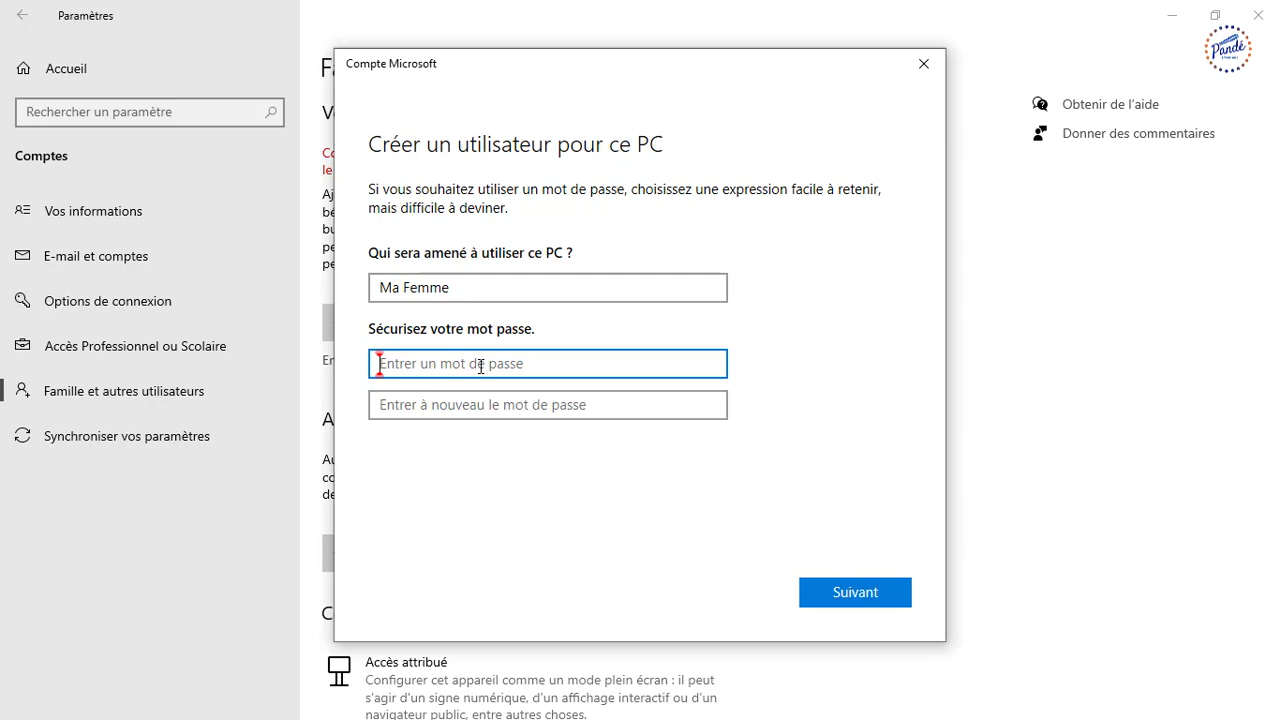 Paramètres
Accueil
Rechercher un paramètre
Comptes
Vos informations
E-mail et comptes
Options de connexion
Accès Professionnel ou Scolaire
Famille et autres utilisateurs
Synchroniser vos paramètres
Compte Microsoft
Créer un utilisateur pour ce PC
Si vous souhaitez utiliser un mot de passe, choisissez une expression facile à retenir,
mais difficile à deviner.
Qui sera amené à utiliser ce PC ?
Ma Femme
Sécurisez votre mot passe.
Entrer un mot de passe
Entrer à nouveau le mot de passe
Suivant
Accès attribué
Configurer cet appareil comme un mode plein écran : il peut
s'agir d'un signe numérique, d'un affichage interactif ou d'un
navigateur public, entre autres choses.
Pandé
Obtenir de l'aide
Donner des commentaires